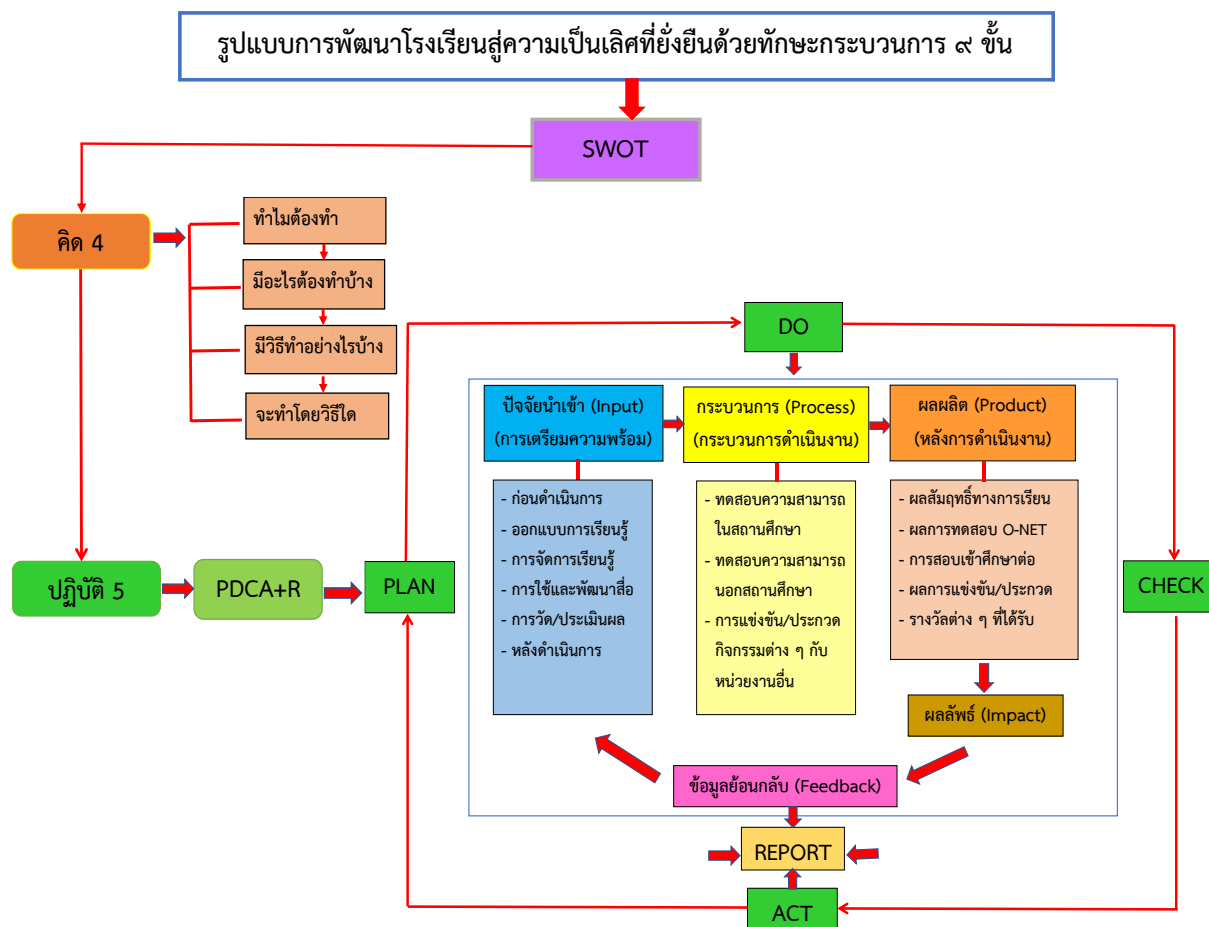 รูปแบบการพัฒนาโรงเรียนสู่ความเป็นเลิศที่ยั่งยืนด้วยทักษะกระบวนการ ๙ ขั้น
SWOT
คิด 4
ทำไมต้องทำ
มีอะไรต้องทำบ้าง
มีวิธีทำอย่างไรบ้าง
จะทำโดยวิธีใด
ปฏิบัติ 5
PDCA+R
PLAN
DO
ปัจจัยนำเข้า (Input)
(การเตรียมความพร้อม)
- ก่อนดำเนินการ
- ออกแบบการเรียนรู้
- การจัดการเรียนรู้
- การใช้และพัฒนาสื่อ
- การวัด/ประเมินผล
- หลังดำเนินการ
กระบวนการ (Process)
(กระบวนการดำเนินงาน)
- ทดสอบความสามารถ
ในสถานศึกษา
- ทดสอบความสามารถ
นอกสถานศึกษา
- การแข่งขัน/ประกวด
กิจกรรมต่าง ๆ กับ
หน่วยงานอื่น
ผลผลิต (Product)
(หลังการดำเนินงาน)
- ผลสัมฤทธิ์ทางการเรียน
- ผลการทดสอบ O-NET
- การสอบเข้าศึกษาต่อ
- ผลการแข่งขัน/ประกวด
- รางวัลต่าง ๆ ที่ได้รับ
ผลลัพธ์ (Impact)
ข้อมูลย้อนกลับ (Feedback)
CHECK
REPORT
ACT